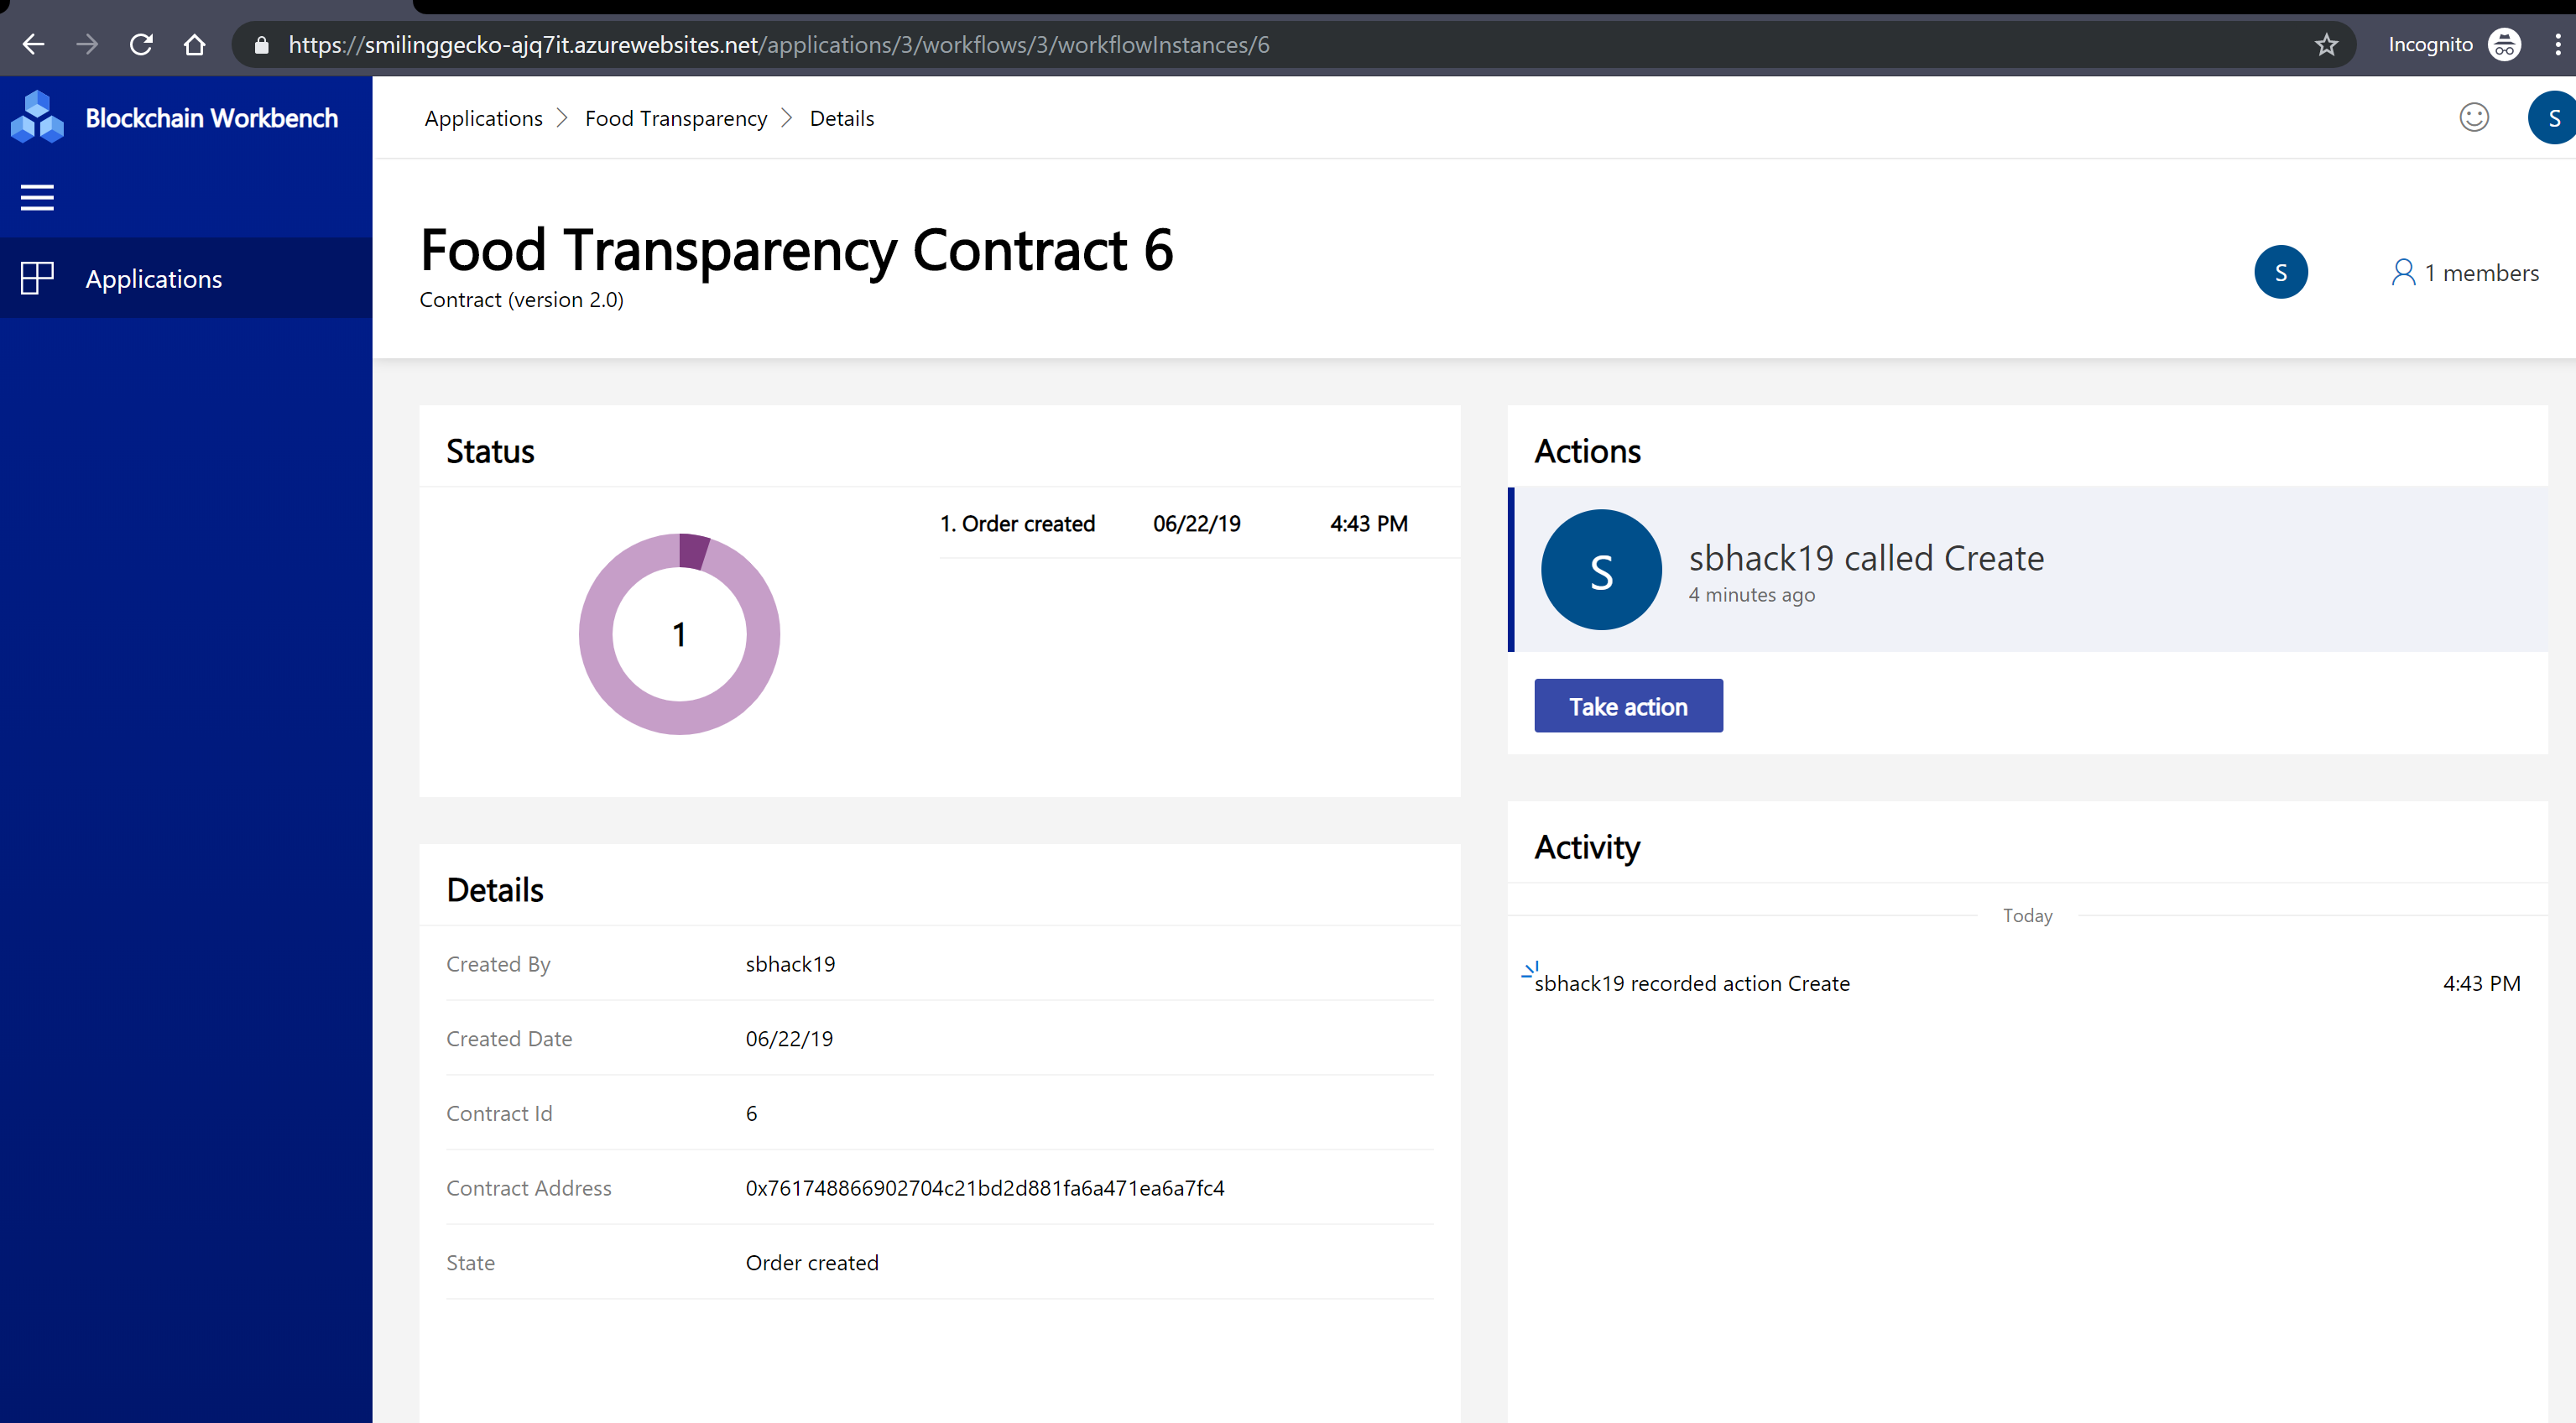 https://smilinggecko-ajq7it.azurewebsites.net/applications/3/workflows/3/workflowInstances/6
Incognito
Blockchain Workbench
Applications
Applications > Food Transparency > Details
S
Food Transparency Contract 6
Contract (version 2.0)
S
1 members
Status
1
1. Order created 06/22/19 4:43 PM
Actions
S
sbhack19 called Create
4 minutes ago
Take action
Details
Created By sbhack19
Created Date 06/22/19
Contract Id 6
Contract Address 0x761748866902704c21bd2d881fa6a471ea6a7fc4
State Order created
Activity
Today
sbhack19 recorded action Create 4:43 PM